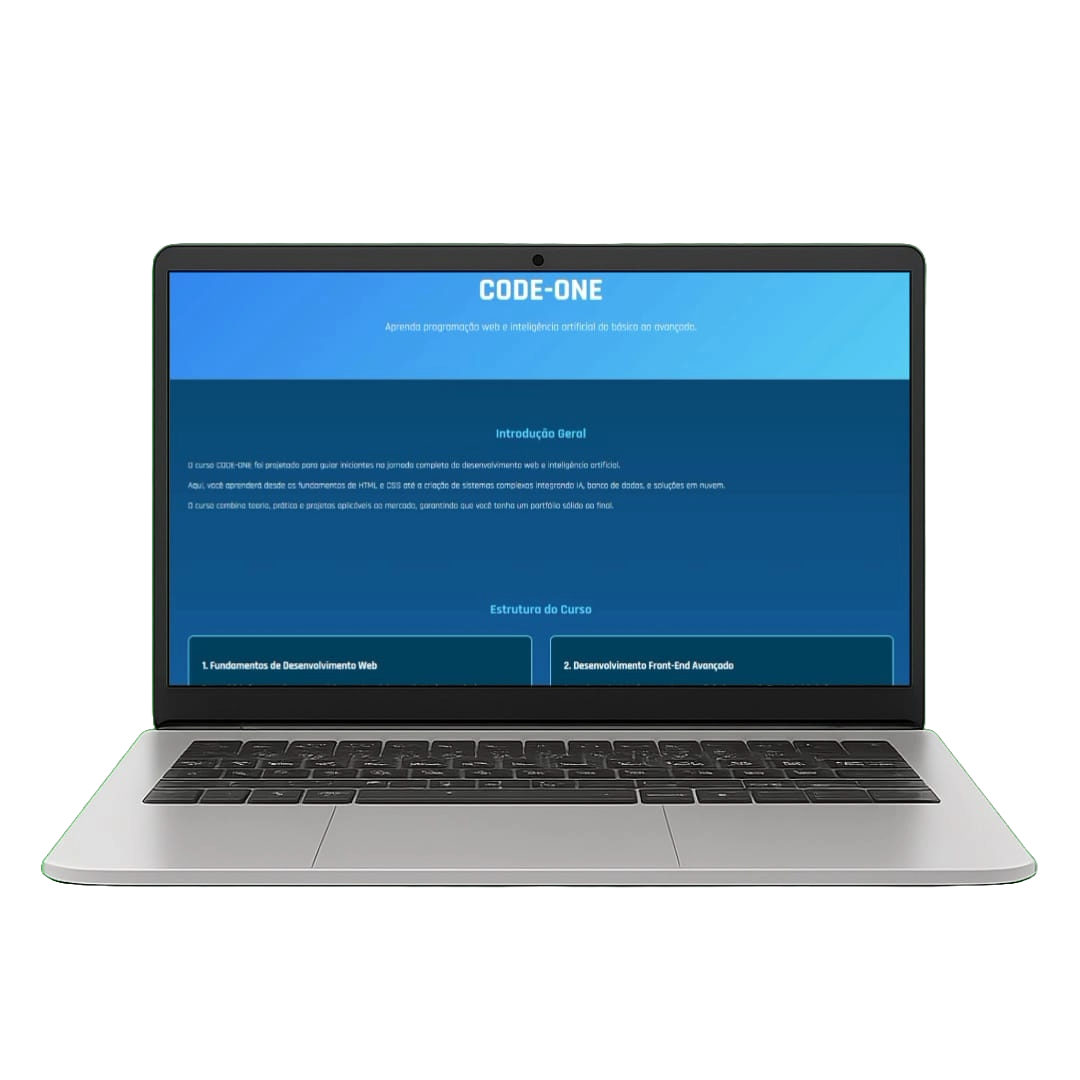 CODE-ONE
Aprenda programação web e inteligência artificial do básico ao avançado.
Introdução Geral
O curso CODE-ONE foi projetado para guiar iniciantes na jornada completa do desenvolvimento web e inteligência artificial.
Aqui, você aprenderá desde os fundamentos de HTML e CSS até a criação de sistemas complexos integrando IA, banco de dados, e soluções em nuvem.
O curso combina teoria, prática e projetos aplicáveis ao mercado, garantindo que você tenha um portfólio sólido ao final.
Estrutura do Curso
1. Fundamentos de Desenvolvimento Web
2. Desenvolvimento Front-End Avançado